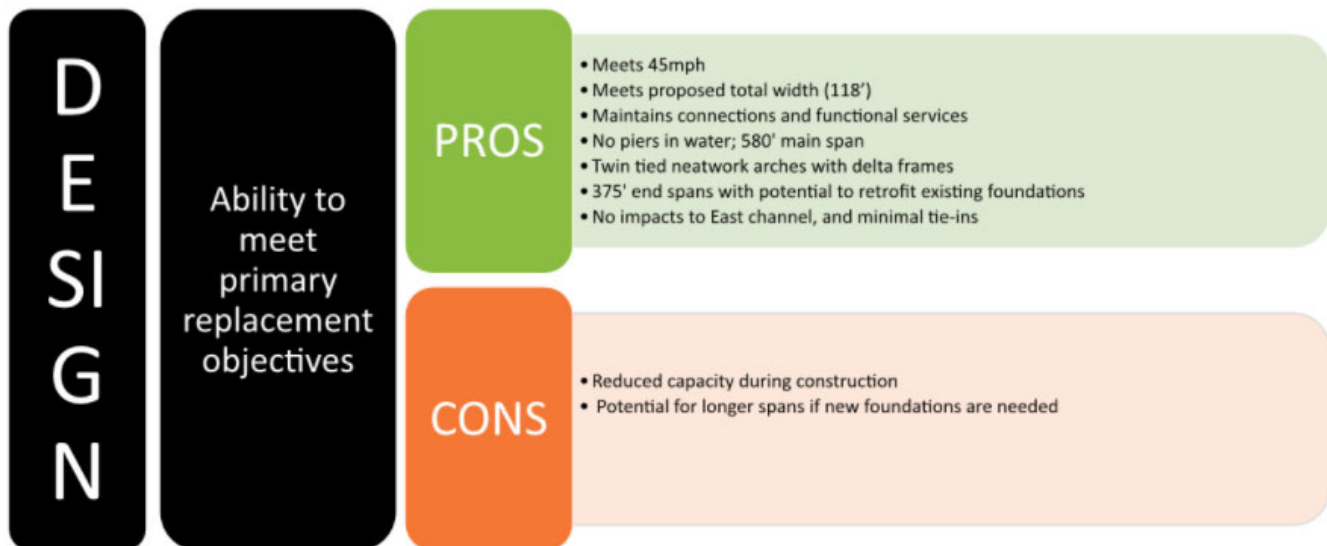 DESIGN
Ability to
meet
primary
replacement
objectives
PROS
• Meets 45mph
• Meets proposed total width (118')
• Maintains connections and functional services
• No piers in water; 580' main span
• Twin tied neatwork arches with delta frames
• 375' end spans with potential to retrofit existing foundations
• No impacts to East channel, and minimal tie-ins
CONS
• Reduced capacity during construction
• Potential for longer spans if new foundations are needed